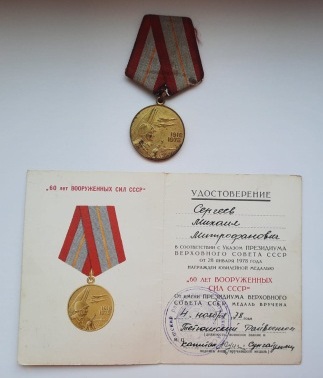 1918
1978
"60 лет ВООРУЖЕННЫХ СИЛ СССР"
УДОСТОВЕРЕНИЕ
Сергеев
Михаил
Митрофанович
В СООТВЕТСТВИИ С УКАЗОМ ПРЕЗИДИУМА
ВЕРХОВНОГО СОВЕТА СССР
ОТ 28 ЯНВАРЯ 1978 ГОДА
НАГРАЖДЕН ЮБИЛЕЙНОЙ МЕДАЛЬЮ
"60 ЛЕТ ВООРУЖЕННЫХ
СИЛ СССР"
ОТ ИМЕНИ ПРЕЗИДИУМА ВЕРХОВНОГО
СОВЕТА СССР МЕДАЛЬ ВРУЧЕНА
4 ноября 78